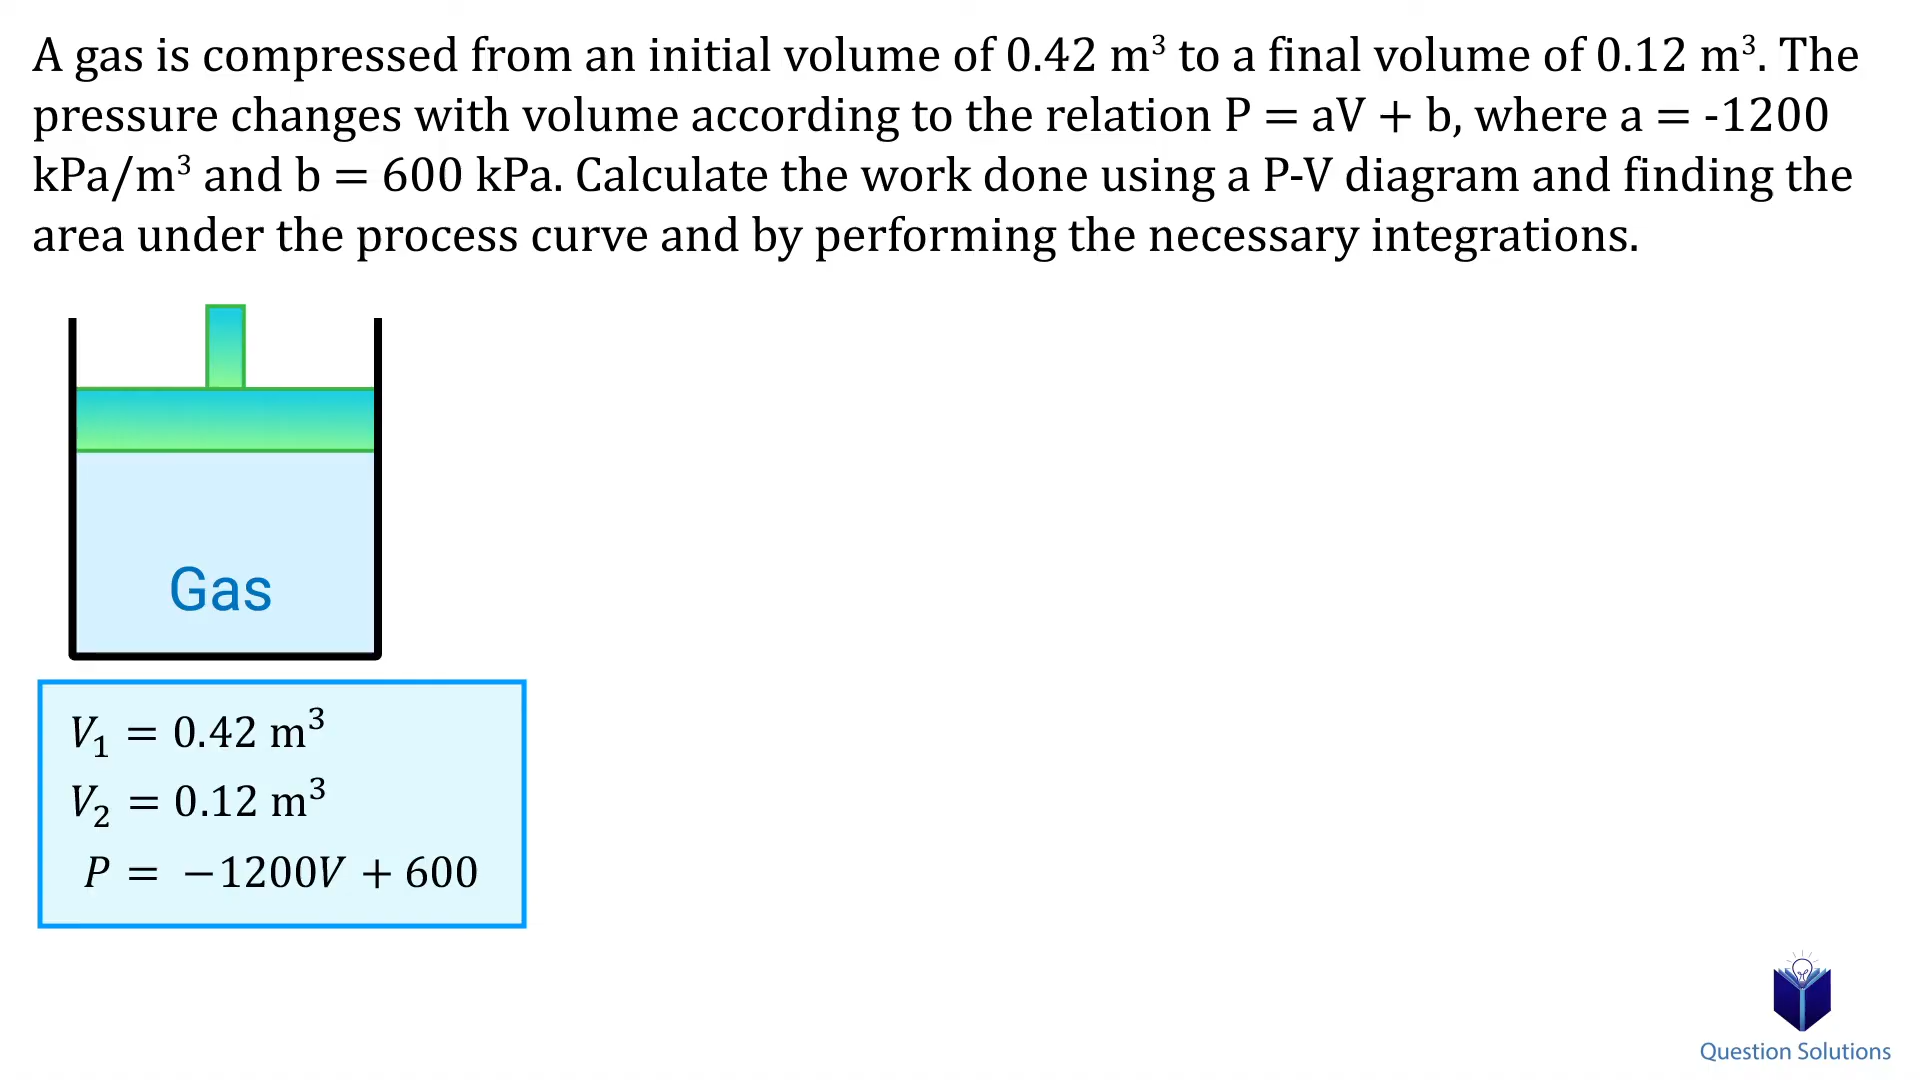 A gas is compressed from an initial volume of 0.42 m³ to a final volume of 0.12 m³. The
pressure changes with volume according to the relation P = aV + b, where a = -1200
kPa/m³ and b = 600 kPa. Calculate the work done using a P-V diagram and finding the
area under the process curve and by performing the necessary integrations.
Gas
V₁ = 0.42 m³
V₂ = 0.12 m³
P = −1200V + 600
Question Solutions